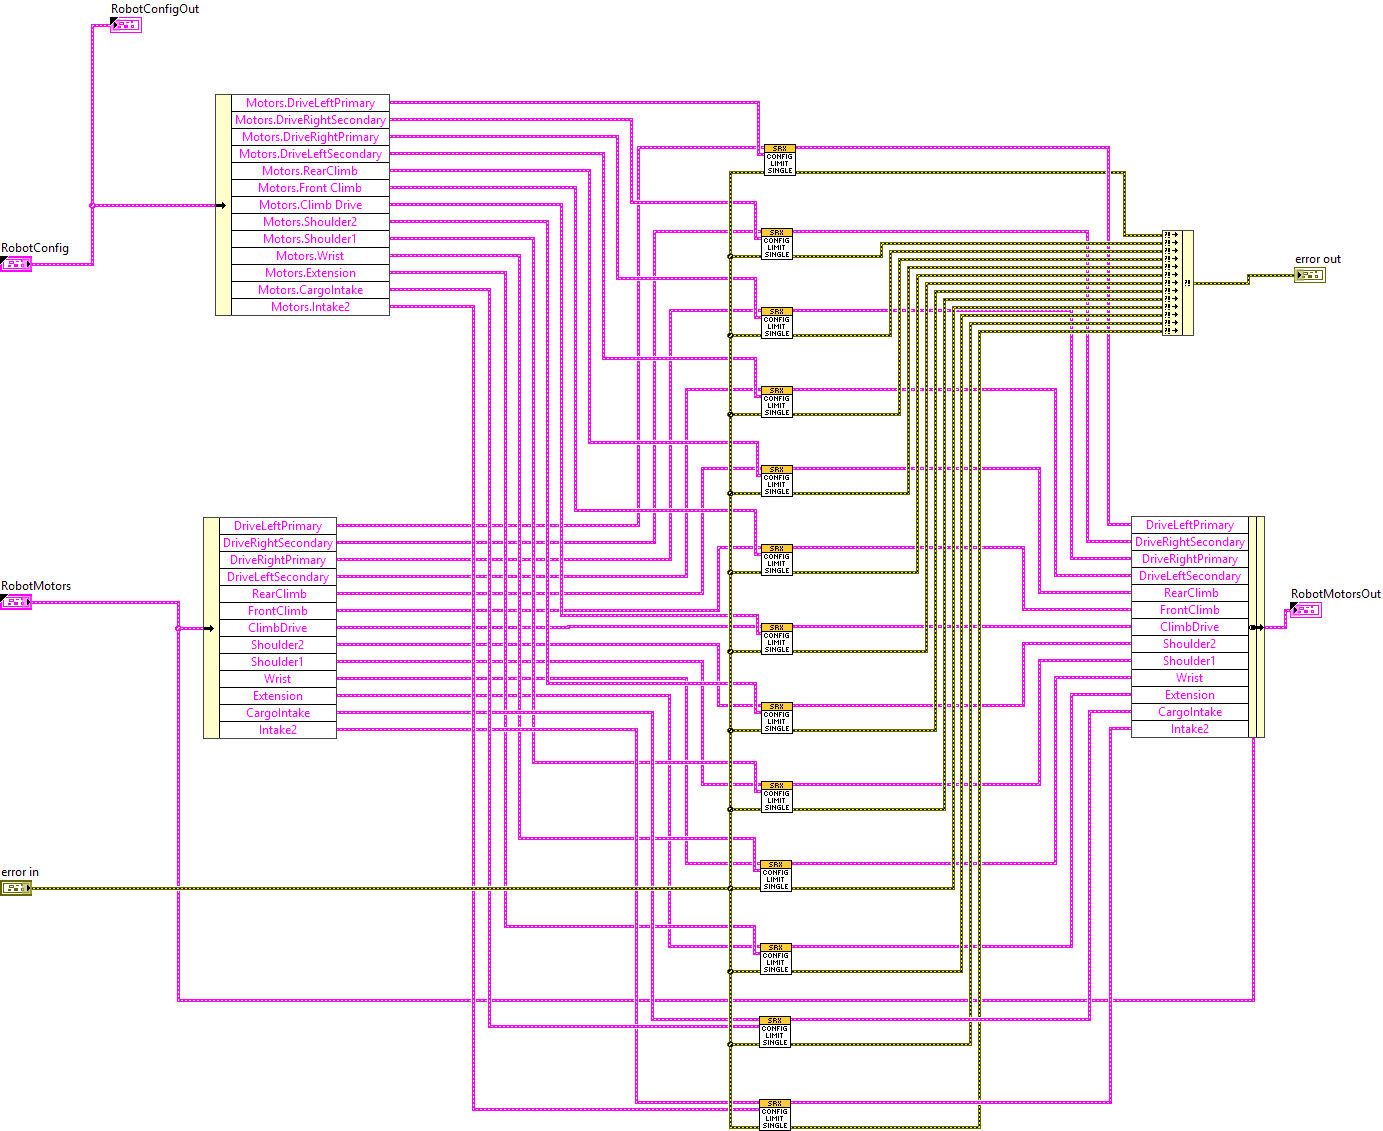 RobotConfigOut
Motors.DriveLeftPrimary
Motors.DriveRightSecondary
Motors.DriveRightPrimary
Motors.DriveLeftSecondary
Motors.RearClimb
Motors.Front Climb
Motors.Climb Drive
Motors.Shoulder2
Motors.Shoulder1
Motors.Wrist
Motors.Extension
Motors.CargoIntake
Motors.Intake2
RobotConfig
SRX
CONFIG
LIMIT
SINGLE
SRX
CONFIG
LIMIT
SINGLE
error out
SRX
CONFIG
LIMIT
SINGLE
SRX
CONFIG
LIMIT
SINGLE
SRX
CONFIG
LIMIT
SINGLE
SRX
CONFIG
LIMIT
SINGLE
RobotMotors
DriveLeftPrimary
DriveRightSecondary
DriveRightPrimary
DriveLeftSecondary
RearClimb
FrontClimb
ClimbDrive
Shoulder2
Shoulder1
Wrist
Extension
CargoIntake
Intake2
SRX
CONFIG
LIMIT
SINGLE
SRX
CONFIG
LIMIT
SINGLE
DriveLeftPrimary
DriveRightSecondary
DriveRightPrimary
DriveLeftSecondary
RearClimb
FrontClimb
ClimbDrive
Shoulder2
Shoulder1
Wrist
Extension
CargoIntake
Intake2
RobotMotorsOut
SRX
CONFIG
LIMIT
SINGLE
error in
SRX
CONFIG
LIMIT
SINGLE
SRX
CONFIG
LIMIT
SINGLE
SRX
CONFIG
LIMIT
SINGLE
SRX
CONFIG
LIMIT
SINGLE